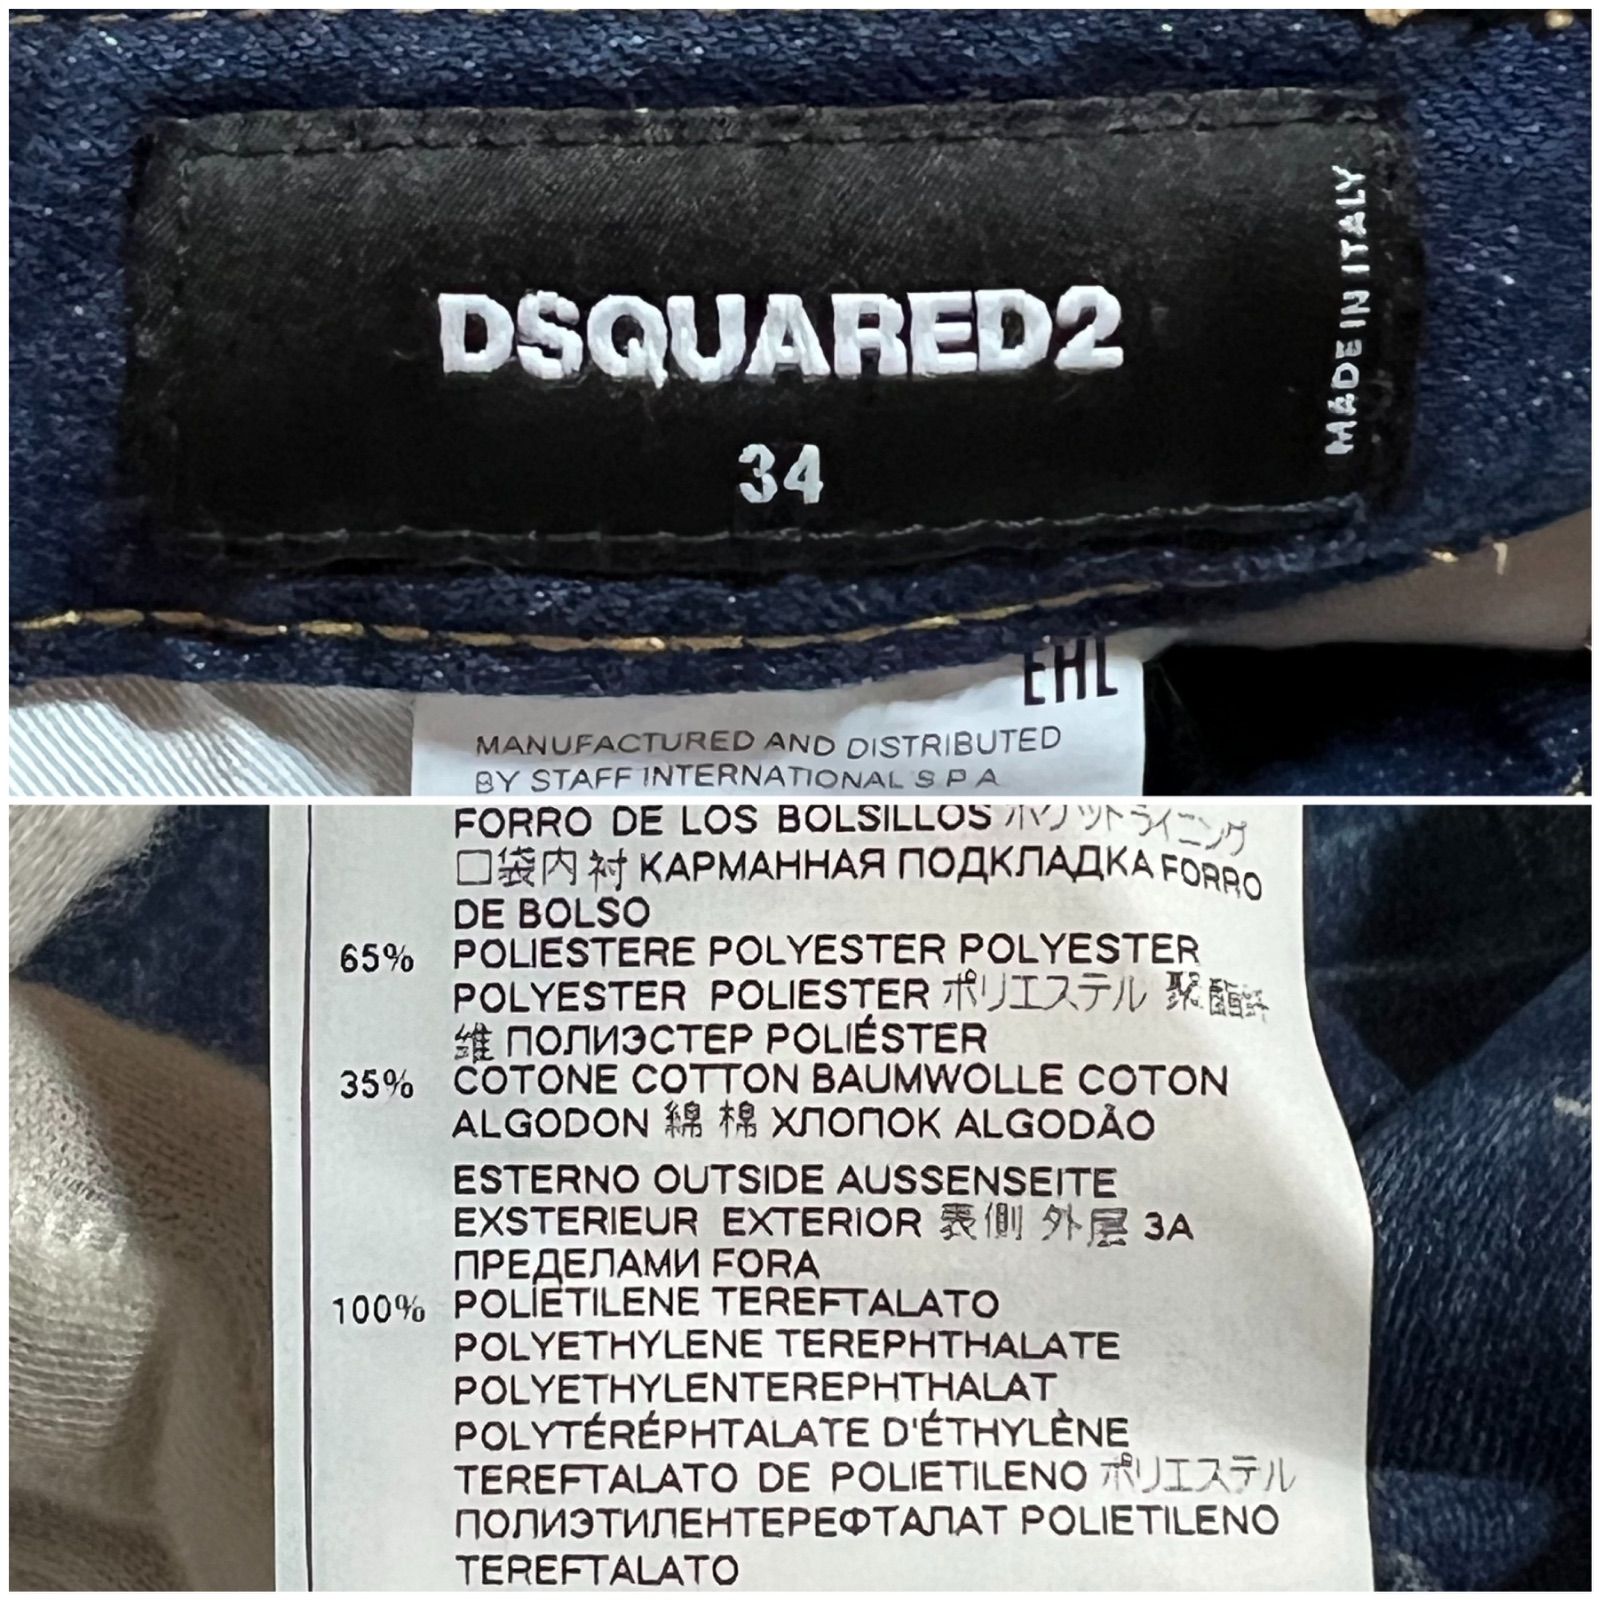 DSQUARED2
34
MADE IN ITALY
EHL
MANUFACTURED AND DISTRIBUTED
BY STAFF INTERNATIONAL S P A
FORRO DE LOS BOLSILLOS ポケットライニング
口袋内衬 КАРМАННАЯ ПОДКЛАДКА FORRO
DE BOLSO
65% POLIESTERE POLYESTER POLYESTER
POLYESTER POLIESTER ポリエステル 聚酯纤
维 ПОЛИЭСТЕР POLIÉSTER
35% COTONE COTTON BAUMWOLLE COTON
ALGODON 綿 棉 ХЛОПОК ALGODÃO
ESTERNO OUTSIDE AUSSENSEITE
EXSTERIEUR EXTERIOR 表側 外层 ЗА
ПРЕДЕЛАМИ FORA
100% POLIETILENE TEREFTALATO
POLYETHYLENE TEREPHTHALATE
POLYETHYLENTEREPHTHALAT
POLYTÉRÉPHTALATE D'ÉTHYLÈNE
TEREFTALATO DE POLIETILENO ポリエステル
ПОЛИЭТИЛЕНТЕРЕФТАЛАТ POLIETILENO
TEREFTALATO